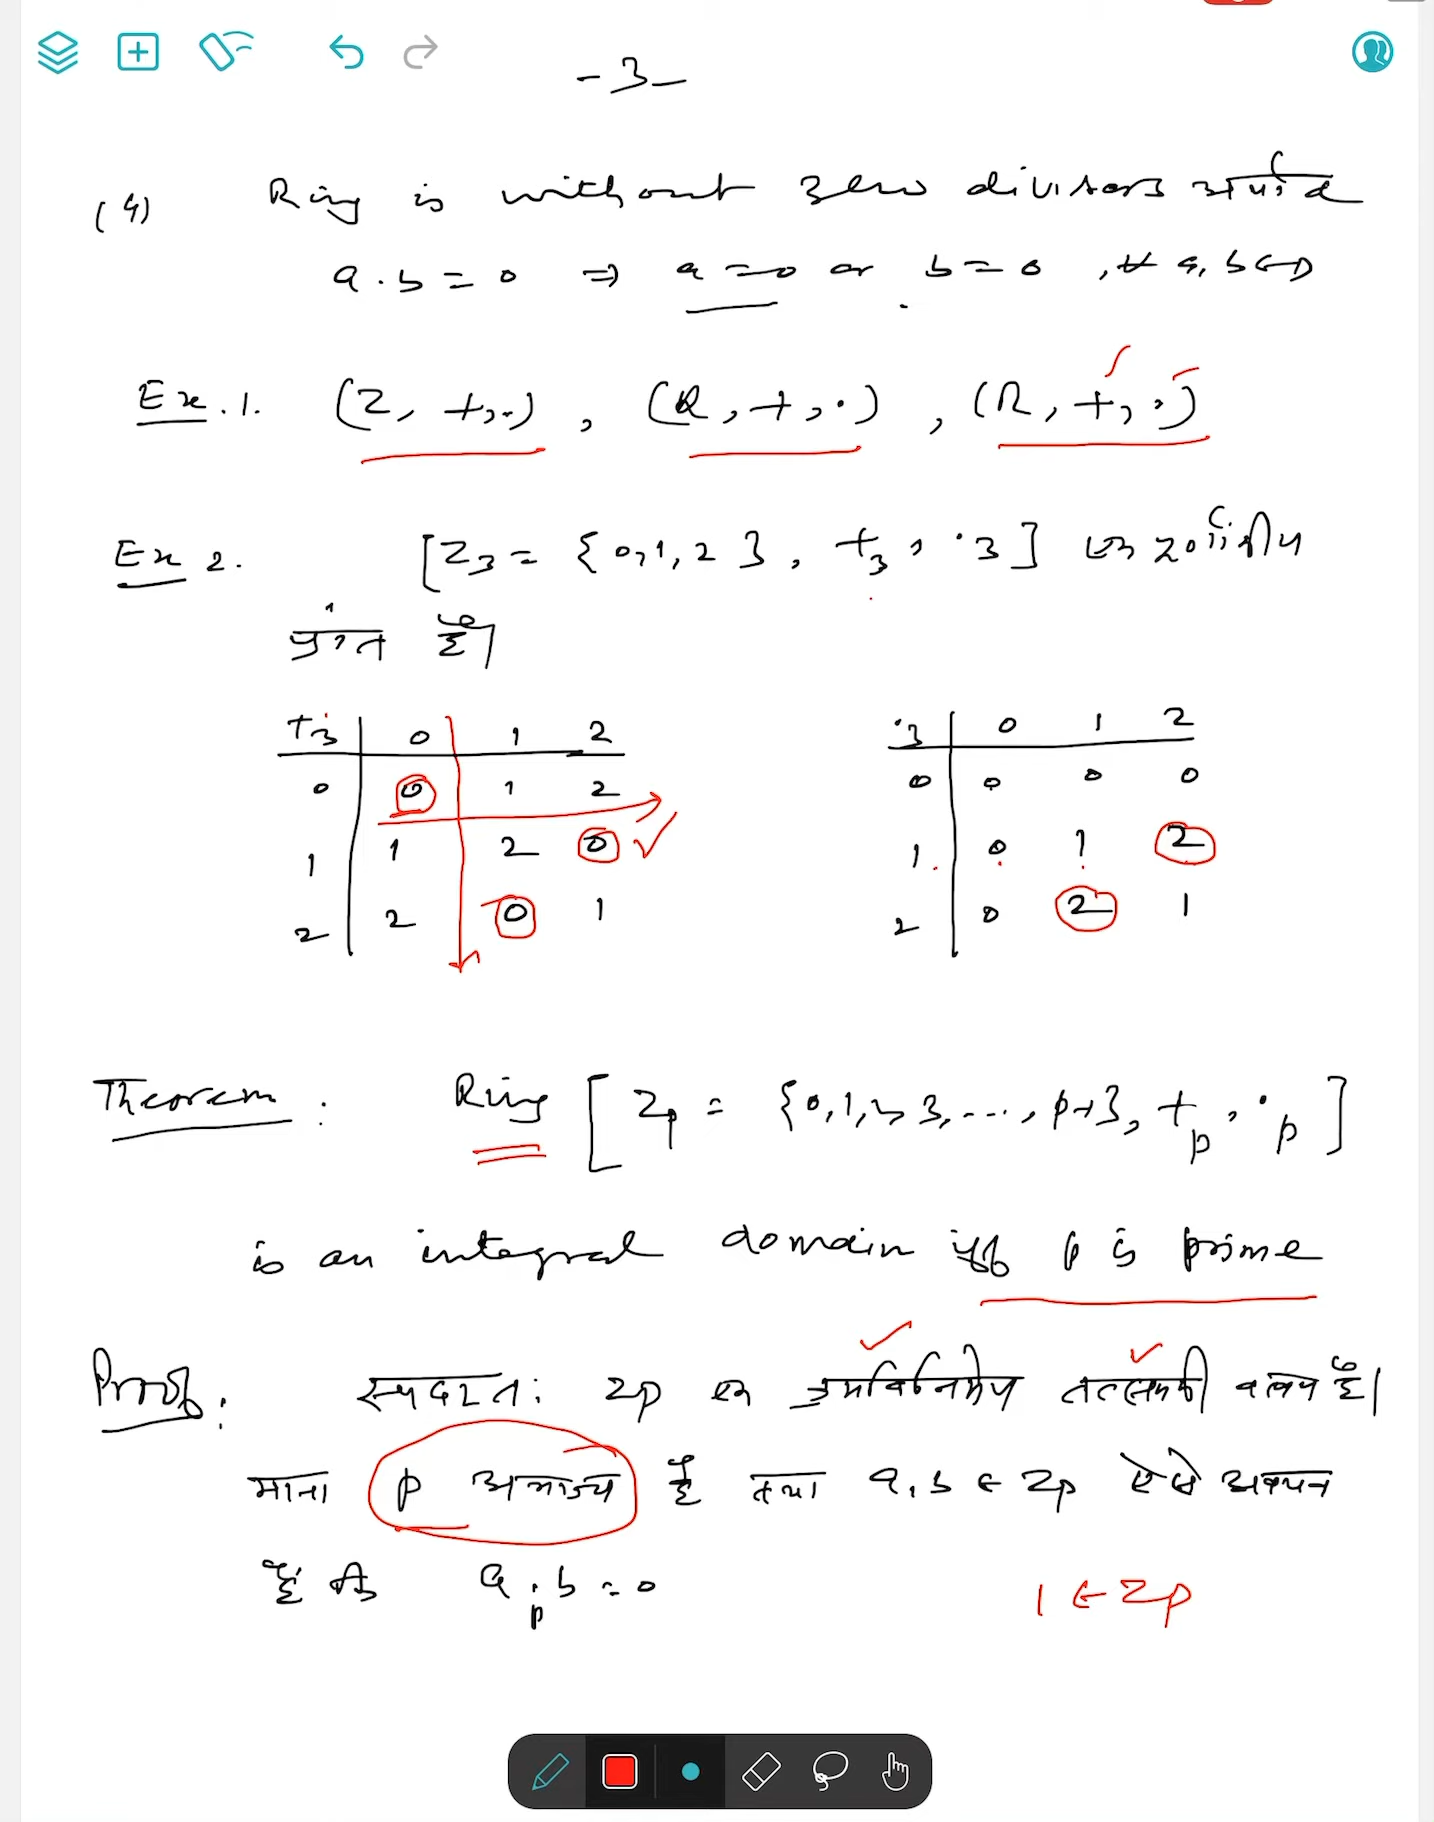 -3-
(4) Ring is without zero divisors अर्थात
a.b = 0 ⇒ a = 0 or b = 0 , ∀ a, b ∈ D
Ex.1. (Z, +, .) , (Q, +, .) , (R, +, .)
Ex 2. [Z₃ = {0, 1, 2}, +₃, ·₃] एक पूर्णांकीय
प्रांत है।
+₃ | 0 1 2    ·₃ | 0 1 2
0 | 0 1 2    0 | 0 0 0
1 | 1 2 0    1 | 0 1 2
2 | 2 0 1    2 | 0 2 1
Theorem : Ring [Zp = {0, 1, 2, 3, ..., p-1}, +p, ·p]
is an integral domain iff p is prime
Proof : स्पष्टतः Zp एक क्रमविनिमेय तत्समकी वलय है।
माना p अभाज्य है तथा a, b ∈ Zp ऐसे अवयव
हैं कि a ·p b = 0
1 ∈ Zp